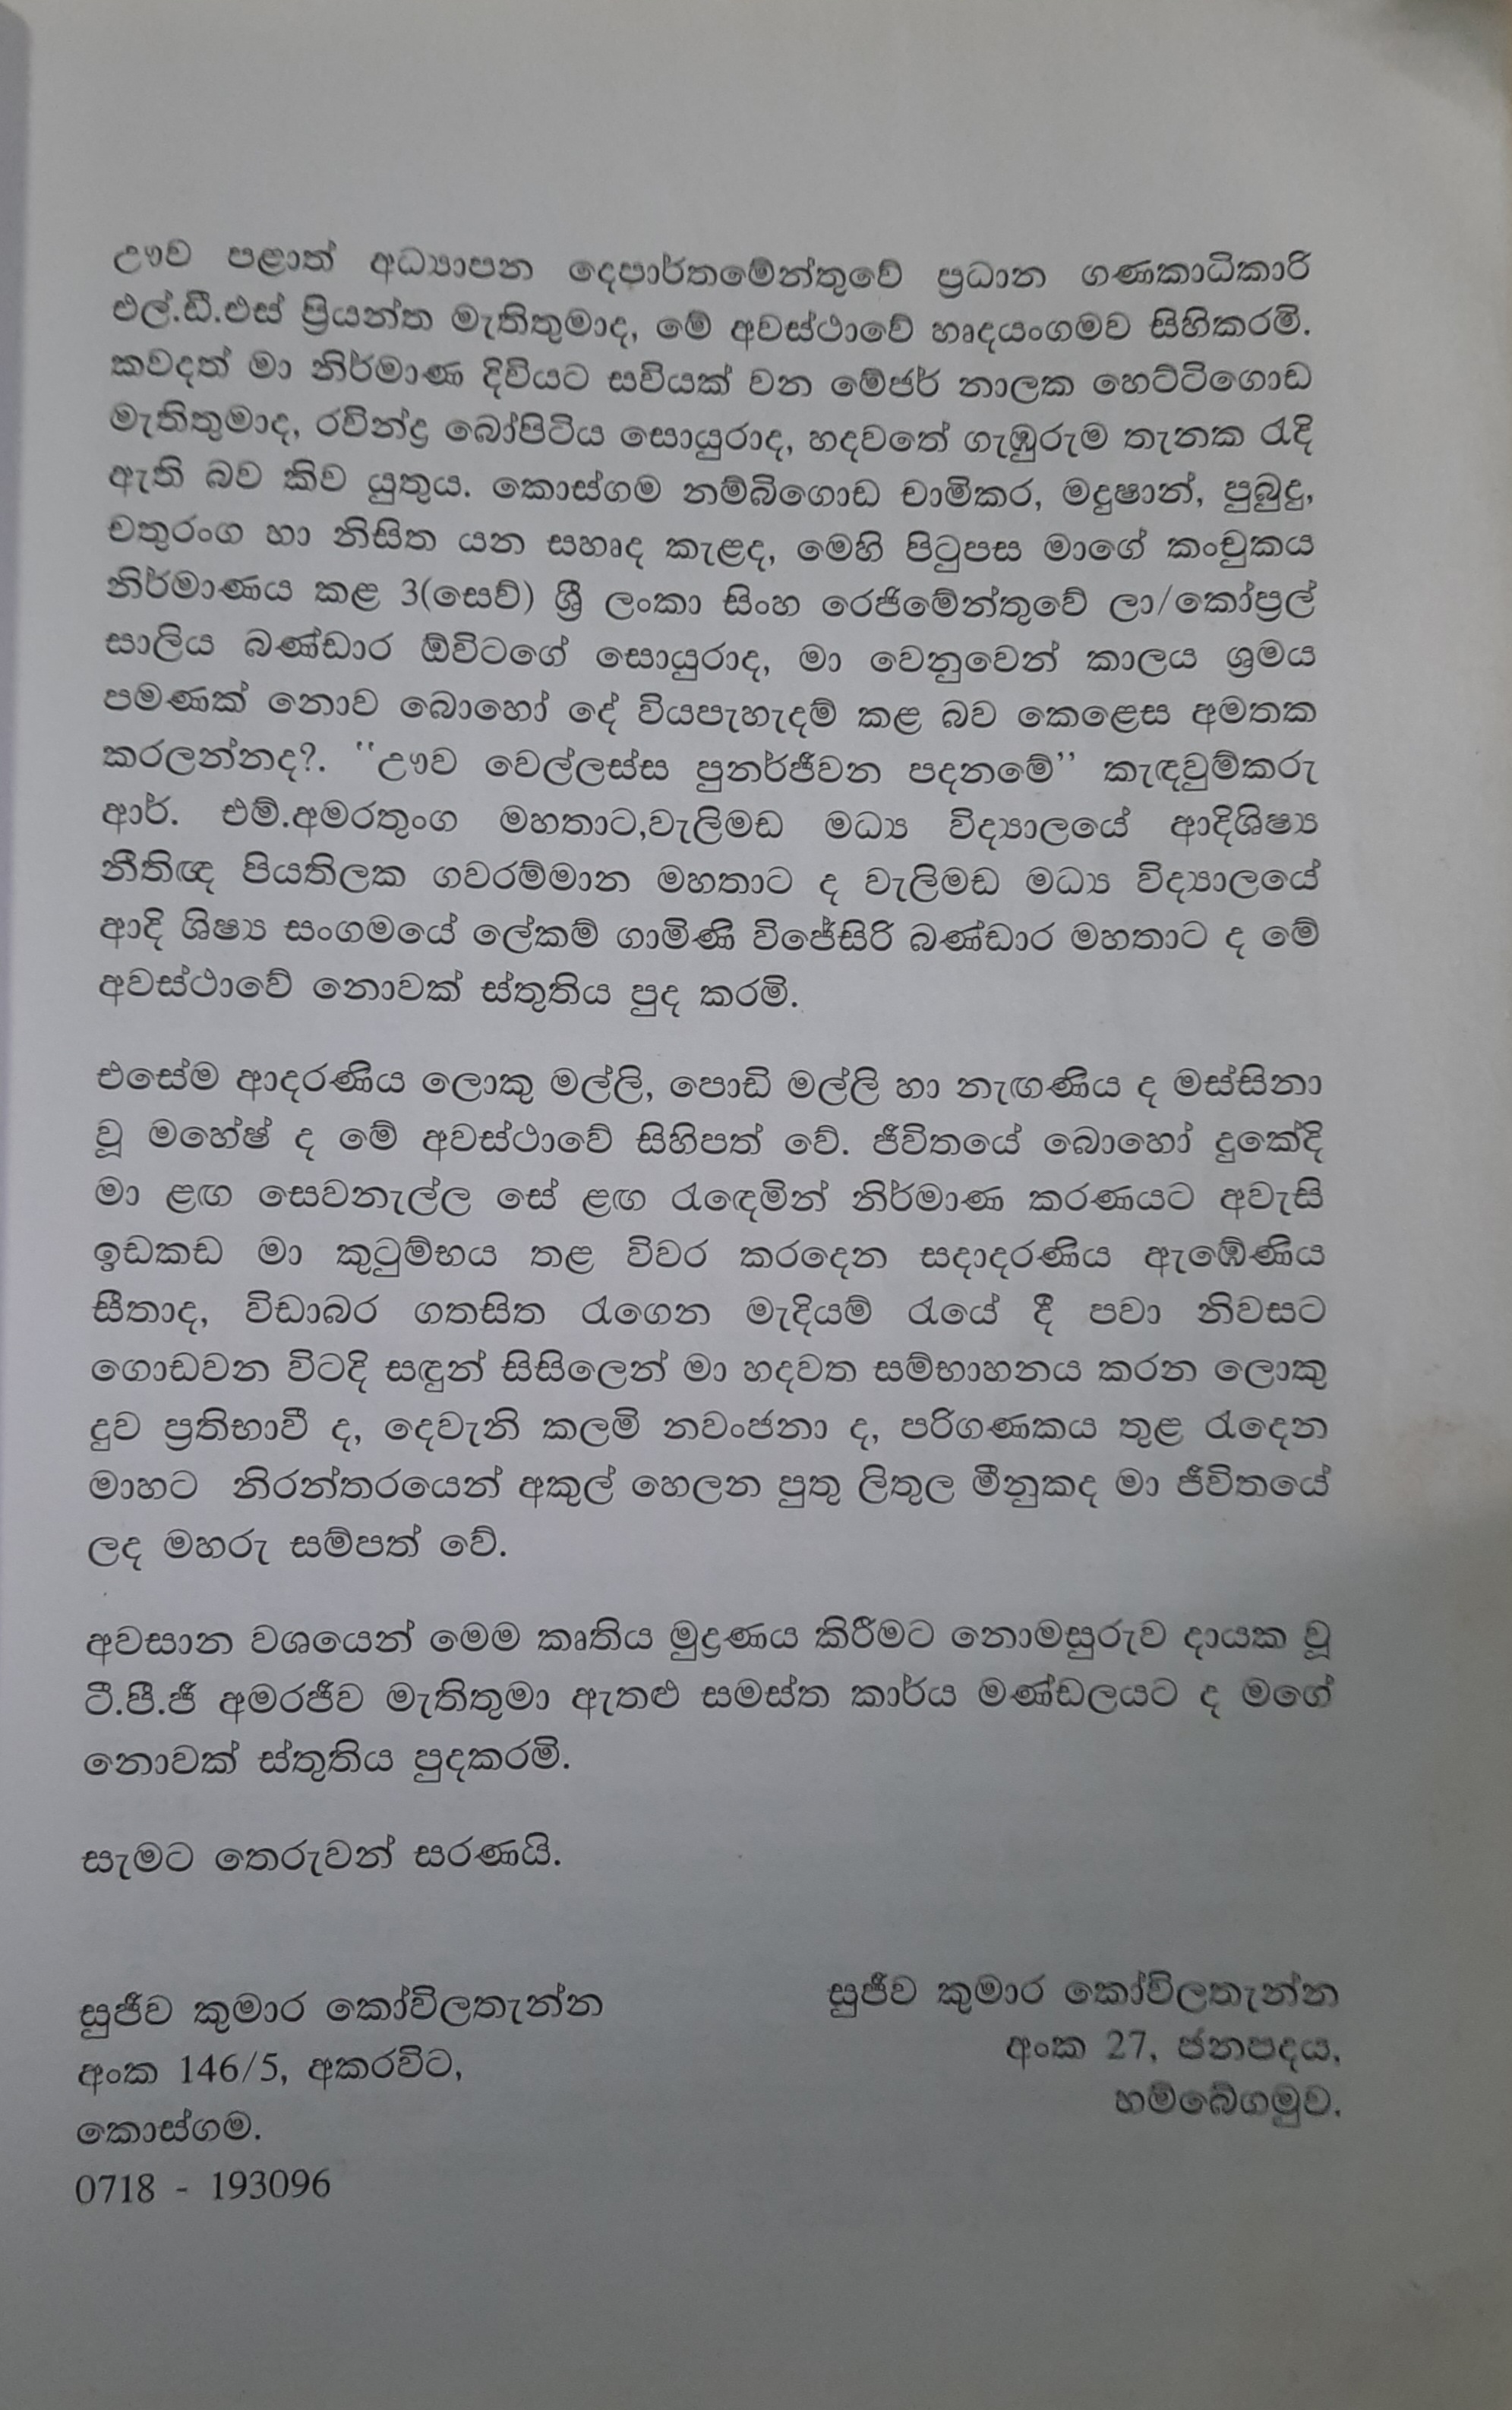 ඌව පළාත් අධ්‍යාපන දෙපාර්තමේන්තුවේ ප්‍රධාන ගණකාධිකාරි
එල්.ඩී.එස් ප්‍රියන්ත මැතිතුමාද, මේ අවස්ථාවේ හෘදයංගමව සිහිකරමි.
කවදත් මා නිර්මාණ දිවියට සවියක් වන මේජර් නාලක හෙට්ටිගොඩ
මැතිතුමාද, රවීන්ද්‍ර බෝපිටිය සොයුරාද, හදවතේ ගැඹුරුම තැනක රැදි
ඇති බව කිව යුතුය. කොස්ගම නම්බිගොඩ චාමිකර, මදුෂාන්, පුබුදු,
චතුරංග හා නිසිත යන සහෘද කැළද, මෙහි පිටුපස මාගේ කංචුකය
නිර්මාණය කළ 3(සෙව්) ශ්‍රී ලංකා සිංහ රෙජිමේන්තුවේ ලා/කෝප්‍රල්
සාලිය බණ්ඩාර ඕවිටගේ සොයුරාද, මා වෙනුවෙන් කාලය ශ්‍රමය
පමණක් නොව බොහෝ දේ වියපැහැදම් කළ බව කෙළෙස අමතක
කරලන්නද?. “ඌව වෙල්ලස්ස පුනර්ජීවන පදනමේ” කැඳවුම්කරු
ආර්. එම්.අමරතුංග මහතාට,වැලිමඩ මධ්‍ය විද්‍යාලයේ ආදිශිෂ්‍ය
නීතිඥ පියතිලක ගවරම්මාන මහතාට ද වැලිමඩ මධ්‍ය විද්‍යාලයේ
ආදි ශිෂ්‍ය සංගමයේ ලේකම් ගාමිණි විජේසිරි බණ්ඩාර මහතාට ද මේ
අවස්ථාවේ නොවක් ස්තුතිය පුද කරමි.
එසේම ආදරණීය ලොකු මල්ලි, පොඩි මල්ලි හා නැඟණිය ද මස්සිනා
වූ මහේෂ් ද මේ අවස්ථාවේ සිහිපත් වේ. ජීවිතයේ බොහෝ දුකේදි
මා ළඟ සෙවනැල්ල සේ ළඟ රැඳෙමින් නිර්මාණ කරණයට අවැසි
ඉඩකඩ මා කුටුම්භය තළ විවර කරදෙන සදාදරණීය ඇඹේණිය
සීතාද, විඩාබර ගතසිත රැගෙන මැදියම් රැයේ දී පවා නිවසට
ගොඩවන විටදි සඳුන් සිසිලෙන් මා හදවත සම්භාහනය කරන ලොකු
දුව ප්‍රතිභාවී ද, දෙවැනි කලමි නවංජනා ද, පරිගණකය තුළ රැදෙන
මාහට නිරන්තරයෙන් අකුල් හෙලන පුතු ලිතුල මීනුකද මා ජීවිතයේ
ලද මහරු සම්පත් වේ.
අවසාන වශයෙන් මෙම කෘතිය මුද්‍රණය කිරීමට නොමසුරුව දායක වූ
ටී.පී.ජී අමරජීව මැතිතුමා ඇතළු සමස්ත කාර්ය මණ්ඩලයට ද මගේ
නොවක් ස්තුතිය පුදකරමි.
සැමට තෙරුවන් සරණයි.
සුජීව කුමාර කෝවිලතැන්න
අංක 146/5, අකරවිට,
කොස්ගම.
0718 - 193096
සුජීව කුමාර කෝවිලතැන්න
අංක 27, ජනපදය,
හම්බේගමුව.